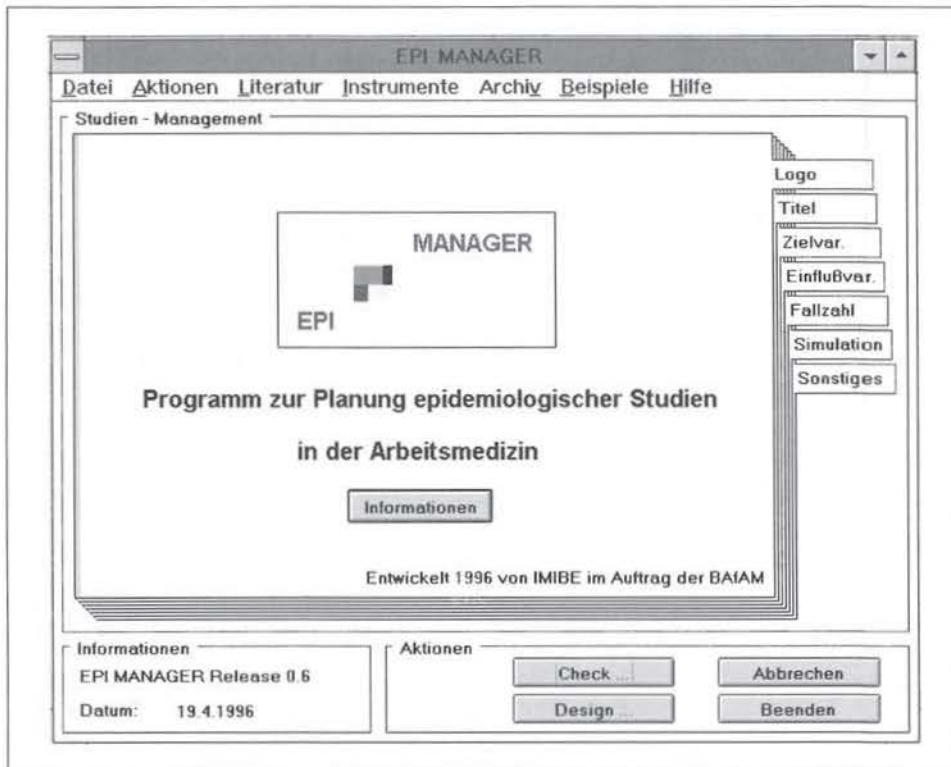 EPI MANAGER
Datei Aktionen Literatur Instrumente Archiv Beispiele Hilfe
Studien - Management
MANAGER
EPI
Programm zur Planung epidemiologischer Studien
in der Arbeitsmedizin
Informationen
Entwickelt 1996 von IMIBE im Auftrag der BAfAM
Logo
Titel
Zielvar.
Einflußvar.
Fallzahl
Simulation
Sonstiges
Informationen
EPI MANAGER Release 0.6
Datum: 19.4.1996
Aktionen
Check ...
Abbrechen
Design ...
Beenden